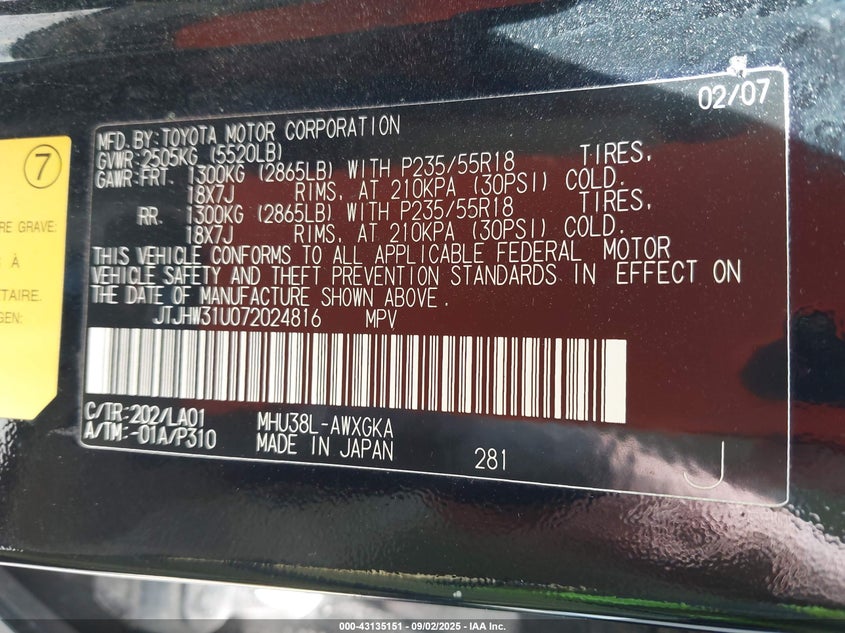 02/07
MFD. BY: TOYOTA MOTOR CORPORATION
GVWR: 2505KG (5520LB)
GAWR: FRT. 1300KG (2865LB) WITH P235/55R18 TIRES,
18X7J RIMS, AT 210KPA (30PSI) COLD.
RR. 1300KG (2865LB) WITH P235/55R18 TIRES,
18X7J RIMS, AT 210KPA (30PSI) COLD.
THIS VEHICLE CONFORMS TO ALL APPLICABLE FEDERAL MOTOR
VEHICLE SAFETY AND THEFT PREVENTION STANDARDS IN EFFECT ON
THE DATE OF MANUFACTURE SHOWN ABOVE.
JTJHW31U072024816 MPV
C/TR: 202/LA01 MHU38L-AWXGKA
A/TM: -01A/P310 MADE IN JAPAN 281 J
7
RE GRAVE:
À
TAIRE.
GEN:
000-43135151 - 09/02/2025 - IAA Inc.